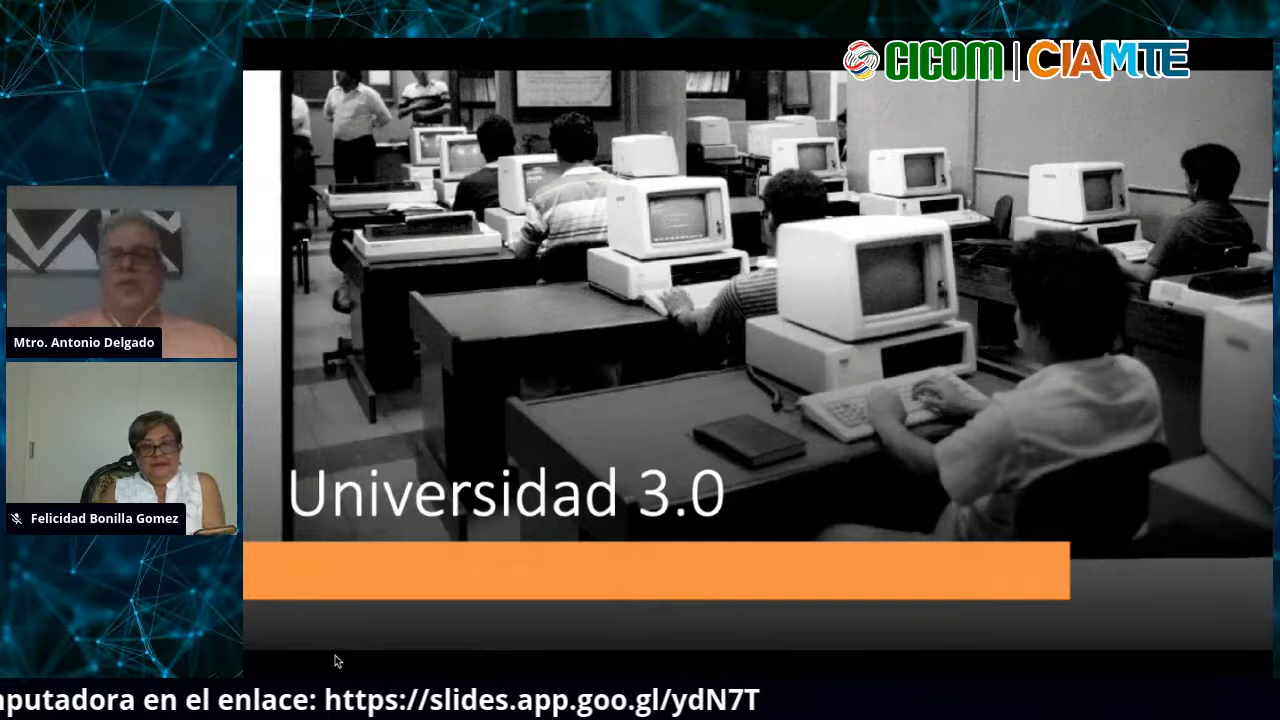 CICOM | CIAMTE
Mtro. Antonio Delgado
Felicidad Bonilla Gomez
Universidad 3.0
en el enlace: https://slides.app.goo.gl/ydN7T